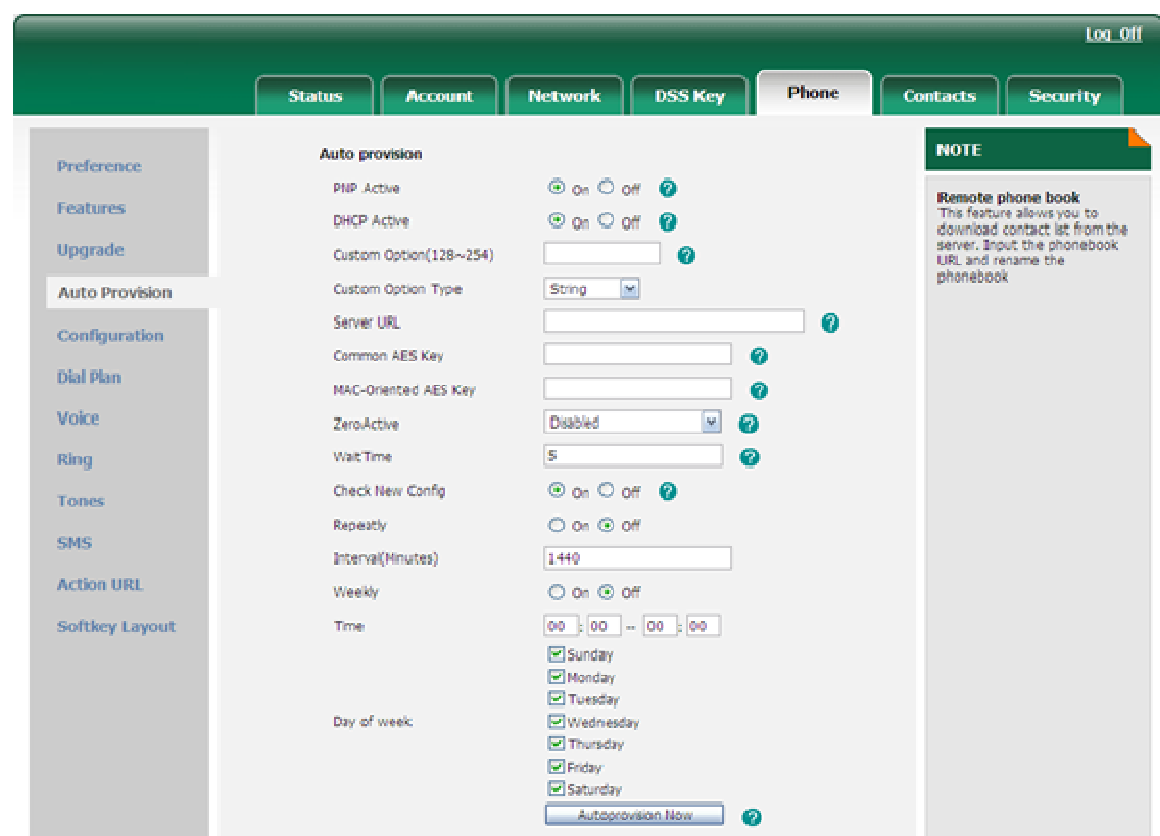 Log Off
Status Account Network DSS Key Phone Contacts Security
Preference
Features
Upgrade
Auto Provision
Configuration
Dial Plan
Voice
Ring
Tones
SMS
Action URL
Softkey Layout
Auto provision
PNP Active On Off ?
DHCP Active On Off ?
Custom Option(128~254) ?
Custom Option Type String
Server URL ?
Common AES Key ?
MAC-Oriented AES Key ?
Zero Active Disabled ?
Wait Time 5 ?
Check New Config On Off ?
Repeatly On Off
Interval(Minutes) 1440
Weekly On Off
Time 00 : 00 -- 00 : 00
Sunday
Monday
Tuesday
Day of week Wednesday
Thursday
Friday
Saturday
Autoprovision Now ?
NOTE
Remote phone book
This feature allows you to
download contact list from the
server. Input the phonebook
URL and rename the
phonebook